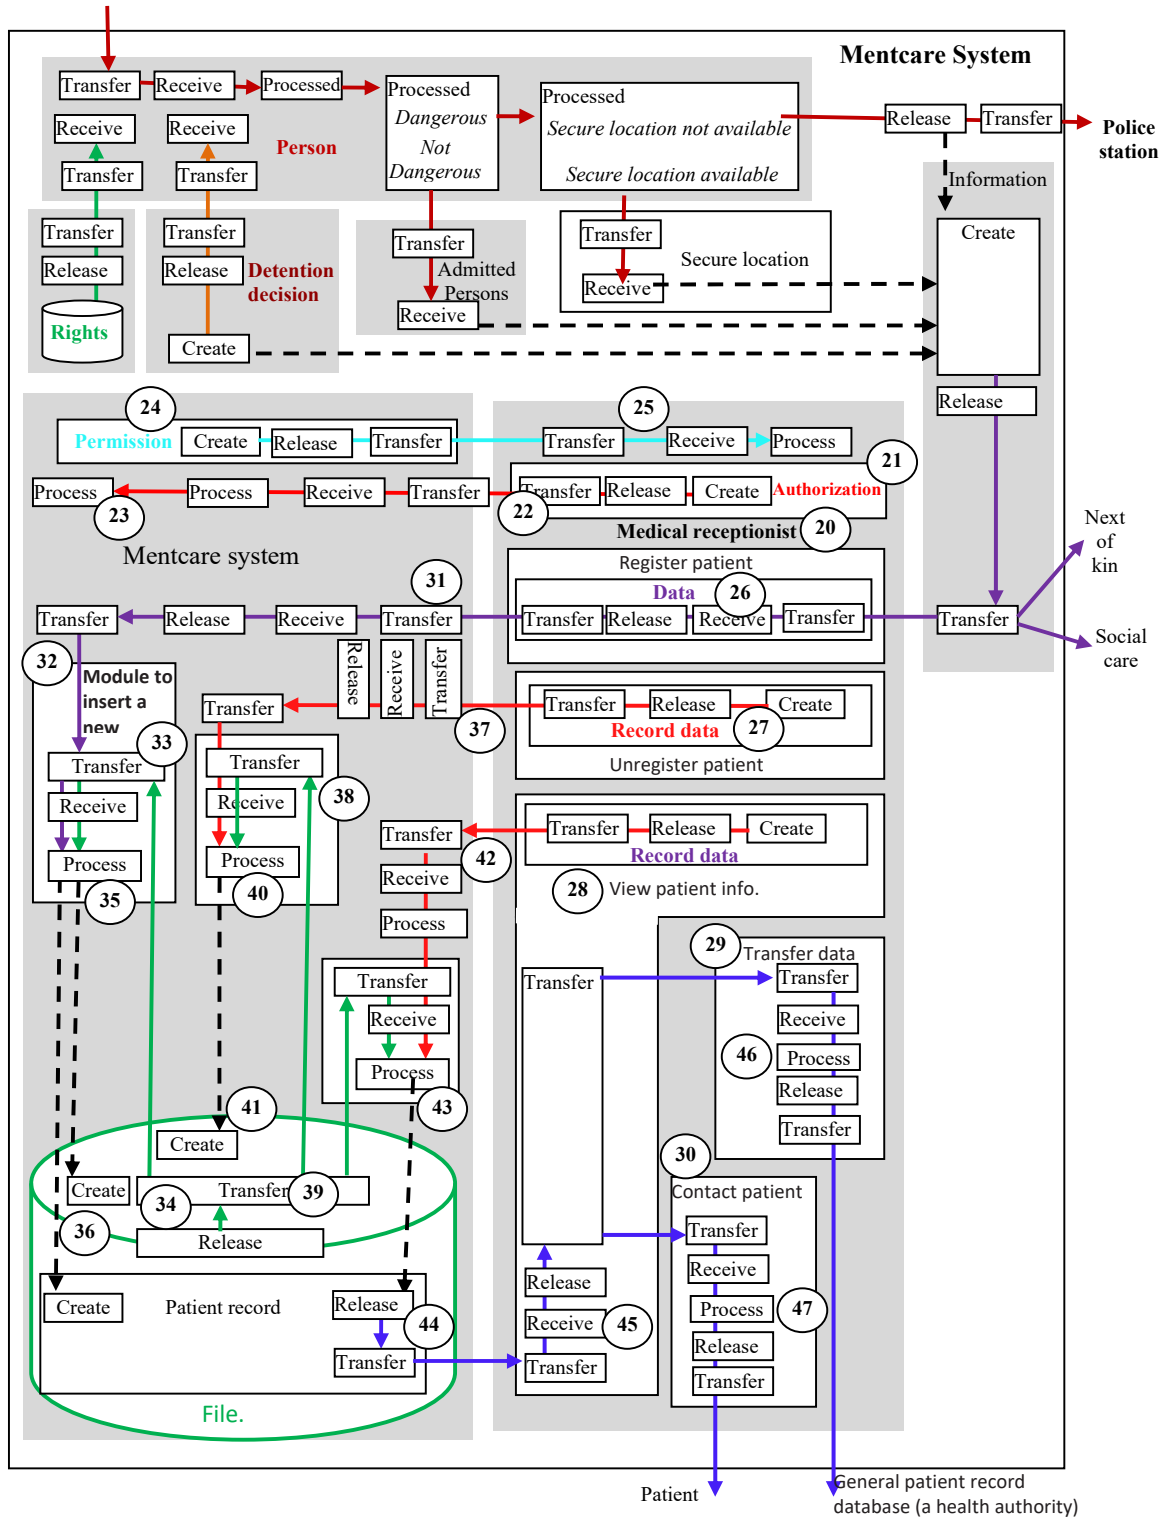 Mentcare System
Transfer
Receive
Processed
Processed
Dangerous
Not
Dangerous
Processed
Secure location not available
Secure location available
Release
Transfer
Police
station
Receive
Receive
Person
Transfer
Transfer
Information
Transfer
Transfer
Release
Release
Detention
decision
Rights
Create
Transfer
Admitted
Persons
Receive
Transfer
Secure location
Receive
Create
Release
24
Permission
Create
Release
Transfer
25
Transfer
Receive
Process
21
Process
Process
Receive
Transfer
Transfer
Release
Create
Authorization
23
22
20
Medical receptionist
Mentcare system
Register patient
31
Data
26
Transfer
Release
Receive
Transfer
Transfer
Release
Receive
Transfer
Transfer
Next
of
kin
Social
care
32
Module to
insert a
new
Release
Receive
Transfer
Transfer
37
Transfer
Release
Create
Record data
27
Unregister patient
33
Transfer
Receive
Process
35
Transfer
Receive
38
Process
40
Transfer
Receive
Process
42
Transfer
Release
Create
Record data
28
View patient info.
29
Transfer data
Transfer
Receive
46
Process
Release
Transfer
Transfer
Transfer
Receive
Process
43
41
Create
Create
Transfer
39
34
36
Release
30
Contact patient
Transfer
Receive
Process
47
Release
Transfer
Create
Patient record
Release
44
Transfer
Release
Receive
45
Transfer
File.
Patient
General patient record
database (a health authority)